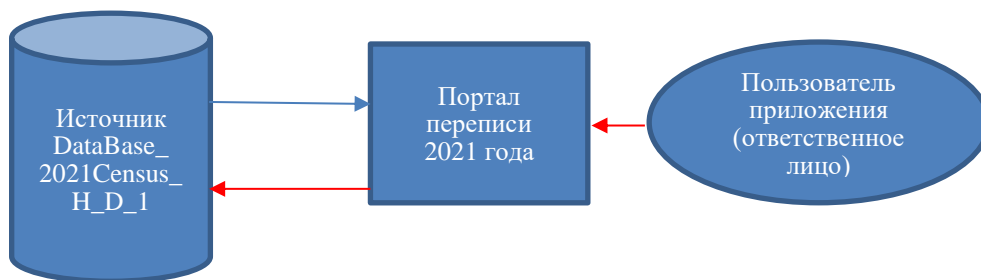 Источник
DataBase_
2021Census_
H_D_1
Портал
переписи
2021 года
Пользователь
приложения
(ответственное
лицо)